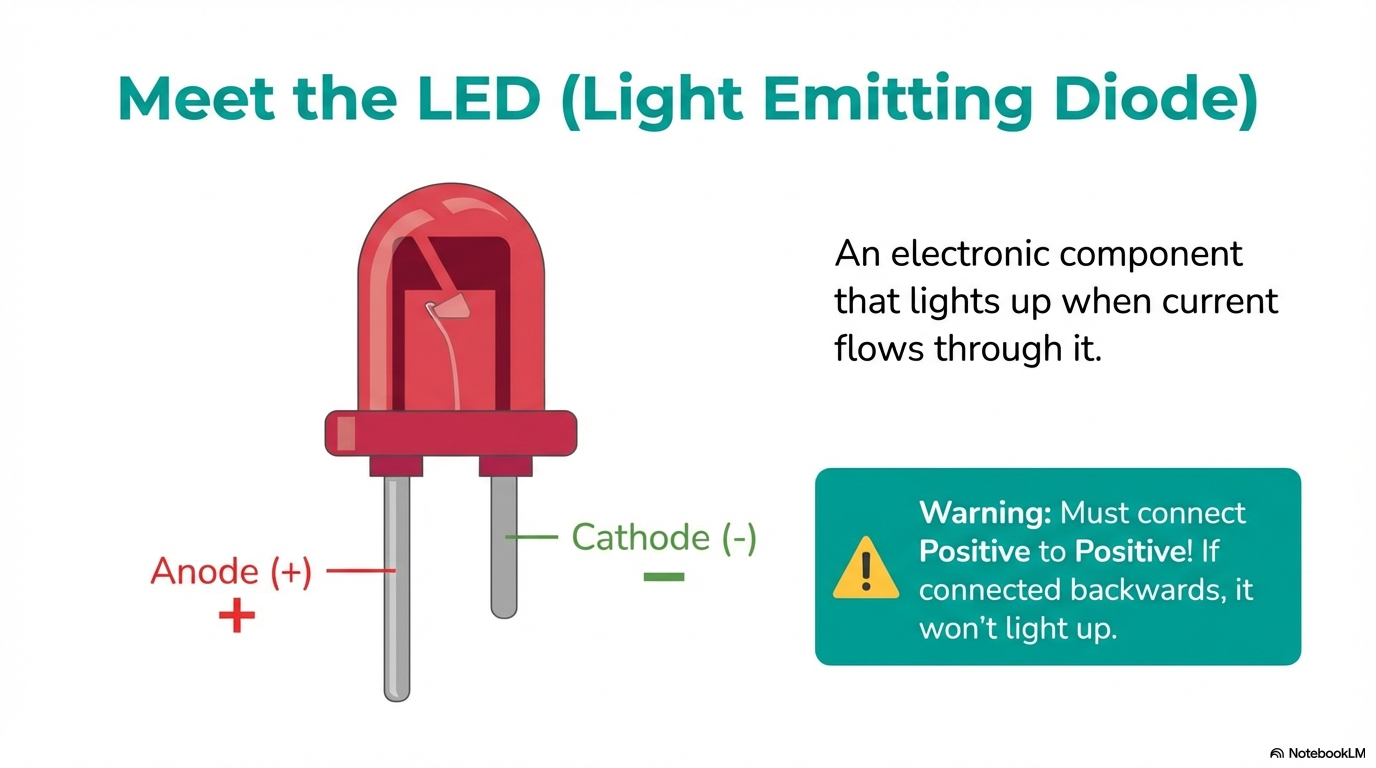 Meet the LED (Light Emitting Diode)
An electronic component
that lights up when current
flows through it.
Cathode (-)
Anode (+)
Warning: Must connect
Positive to Positive! If
connected backwards, it
won't light up.
NotebookLM